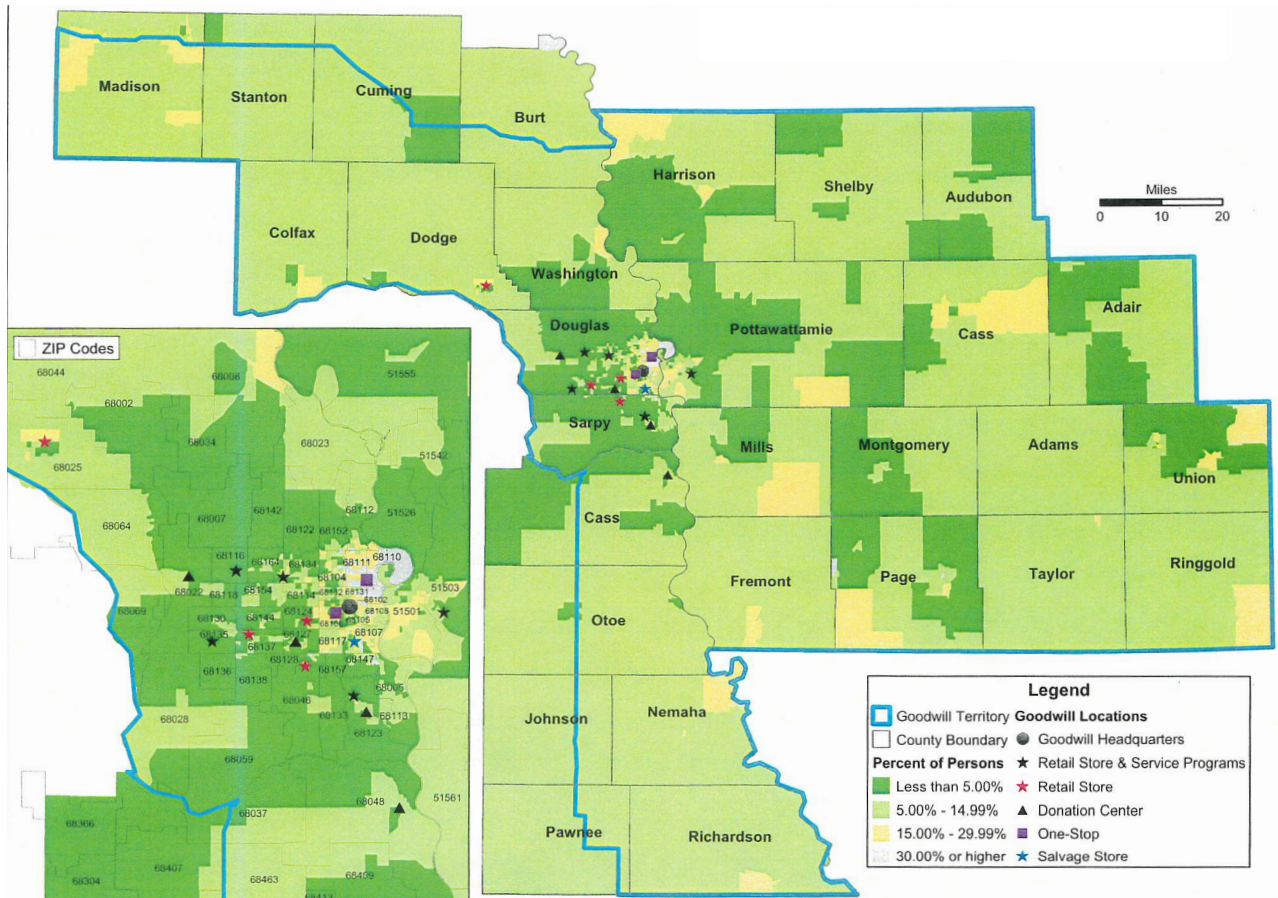 Madison
Stanton
Cuming
Burt
Harrison
Shelby
Audubon
Miles
0 10 20
Colfax
Dodge
Washington
Adair
Douglas
Pottawattamie
Cass
Sarpy
Mills
Montgomery
Adams
Union
Cass
Fremont
Page
Taylor
Ringgold
Otoe
Johnson
Nemaha
Pawnee
Richardson
ZIP Codes
68044
68008
51555
68002
68034
68023
51542
68025
68064
68007
68142
68112
51526
68122 68152
68116
68164
68134
68111
68110
68022
68118
68154
68114
68104
68132
68131
68102
51503
68069
68130
68144
68124
68106
68105
68108
51501
68135
68137
68127
68117
68107
68136
68138
68128
68157
68147
68005
68046
68133
68113
68028
68123
68059
68048
51561
68037
68366
68407
68304
68463
68409
68413
Legend
Goodwill Territory
County Boundary
Percent of Persons
Less than 5.00%
5.00% - 14.99%
15.00% - 29.99%
30.00% or higher
Goodwill Locations
Goodwill Headquarters
Retail Store & Service Programs
Retail Store
Donation Center
One-Stop
Salvage Store